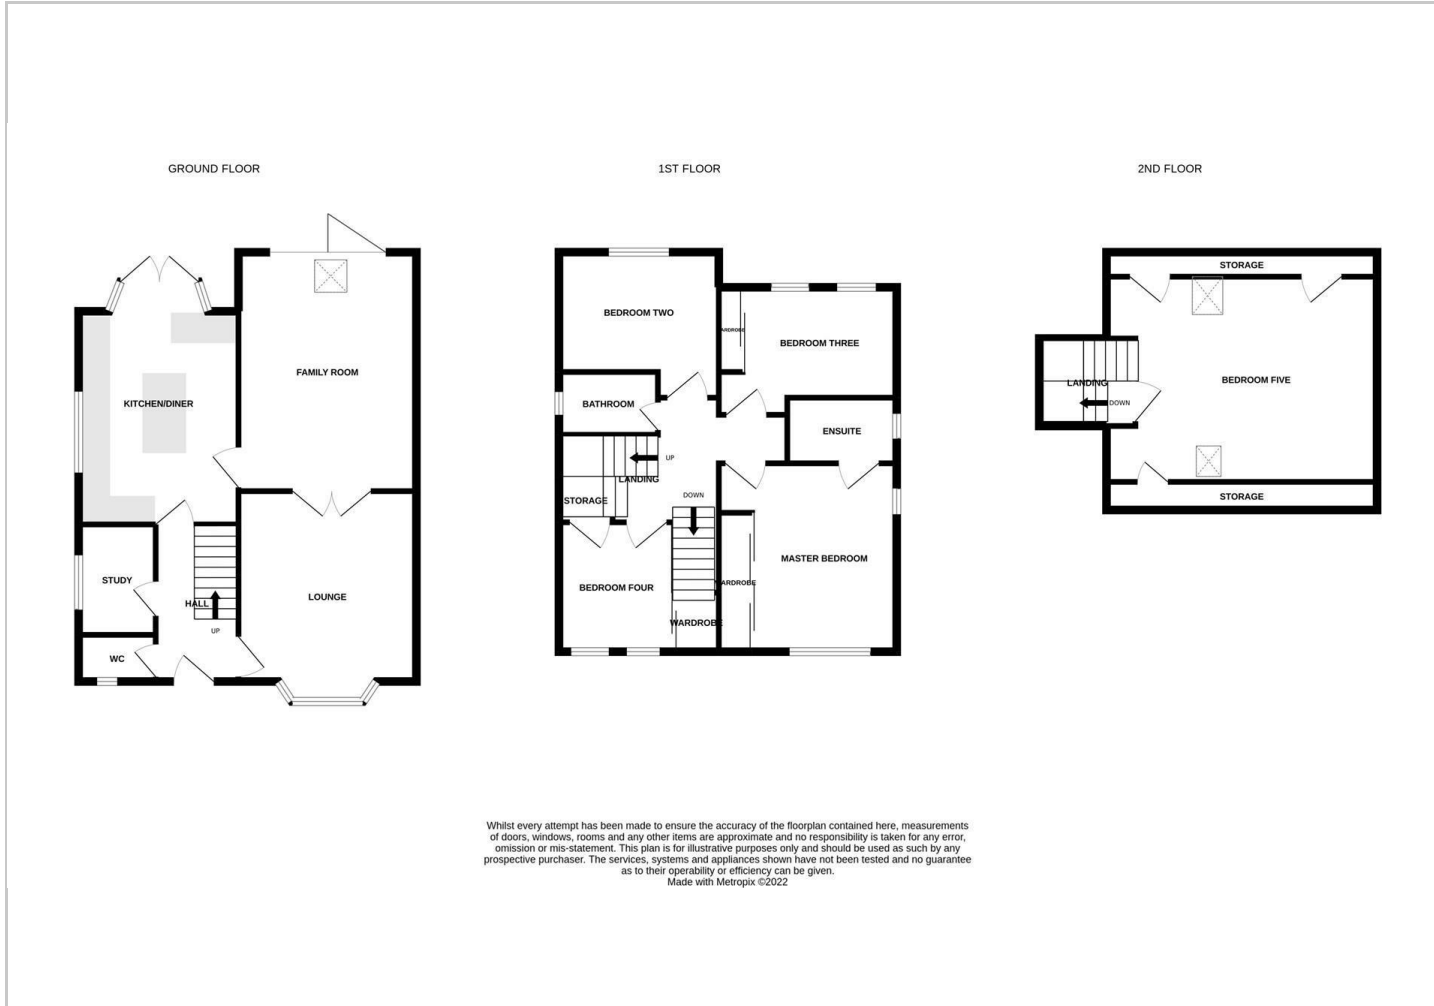 GROUND FLOOR
1ST FLOOR
2ND FLOOR
KITCHEN/DINER
FAMILY ROOM
STUDY
HALL
UP
WC
LOUNGE
BEDROOM TWO
WARDROBE
BEDROOM THREE
BATHROOM
ENSUITE
UP
LANDING
STORAGE
DOWN
BEDROOM FOUR
WARDROBE
WARDROBE
MASTER BEDROOM
STORAGE
LANDING
DOWN
BEDROOM FIVE
STORAGE
Whilst every attempt has been made to ensure the accuracy of the floorplan contained here, measurements
of doors, windows, rooms and any other items are approximate and no responsibility is taken for any error,
omission or mis-statement. This plan is for illustrative purposes only and should be used as such by any
prospective purchaser. The services, systems and appliances shown have not been tested and no guarantee
as to their operability or efficiency can be given.
Made with Metropix ©2022